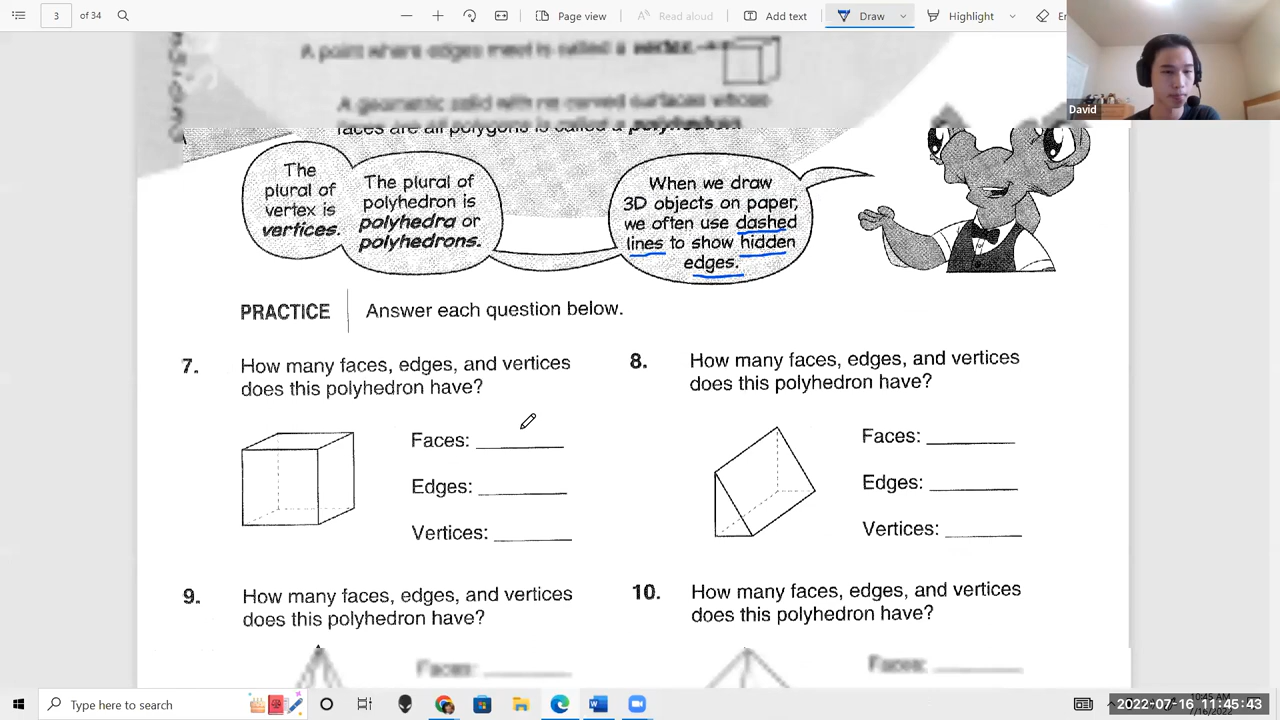 3 of 34
Page view
Read aloud
Add text
Draw
Highlight
David
A point where edges meet is called a vertex.
A geometric solid with no curved surfaces whose
faces are all polygons is called a polyhedron.
The
plural of
vertex is
vertices.
The plural of
polyhedron is
polyhedra or
polyhedrons.
When we draw
3D objects on paper,
we often use dashed
lines to show hidden
edges.
PRACTICE Answer each question below.
7. How many faces, edges, and vertices
does this polyhedron have?
Faces:
Edges:
Vertices:
8. How many faces, edges, and vertices
does this polyhedron have?
Faces:
Edges:
Vertices:
9. How many faces, edges, and vertices
does this polyhedron have?
Faces:
10. How many faces, edges, and vertices
does this polyhedron have?
Faces:
Type here to search
10:45 AM
2022-07-16 11:45:43